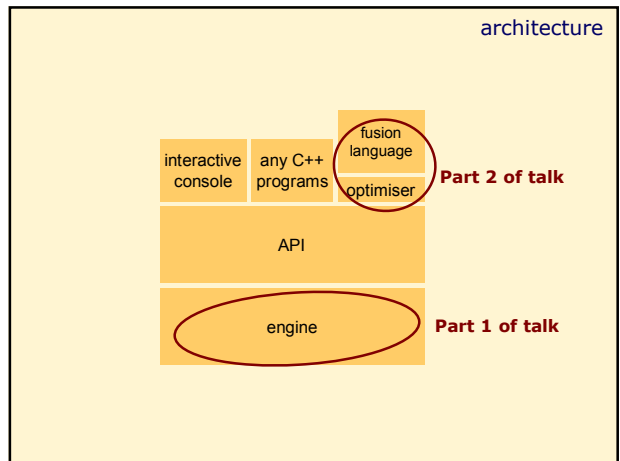 architecture
fusion
language
interactive
console
any C++
programs
optimiser
Part 2 of talk
API
engine
Part 1 of talk